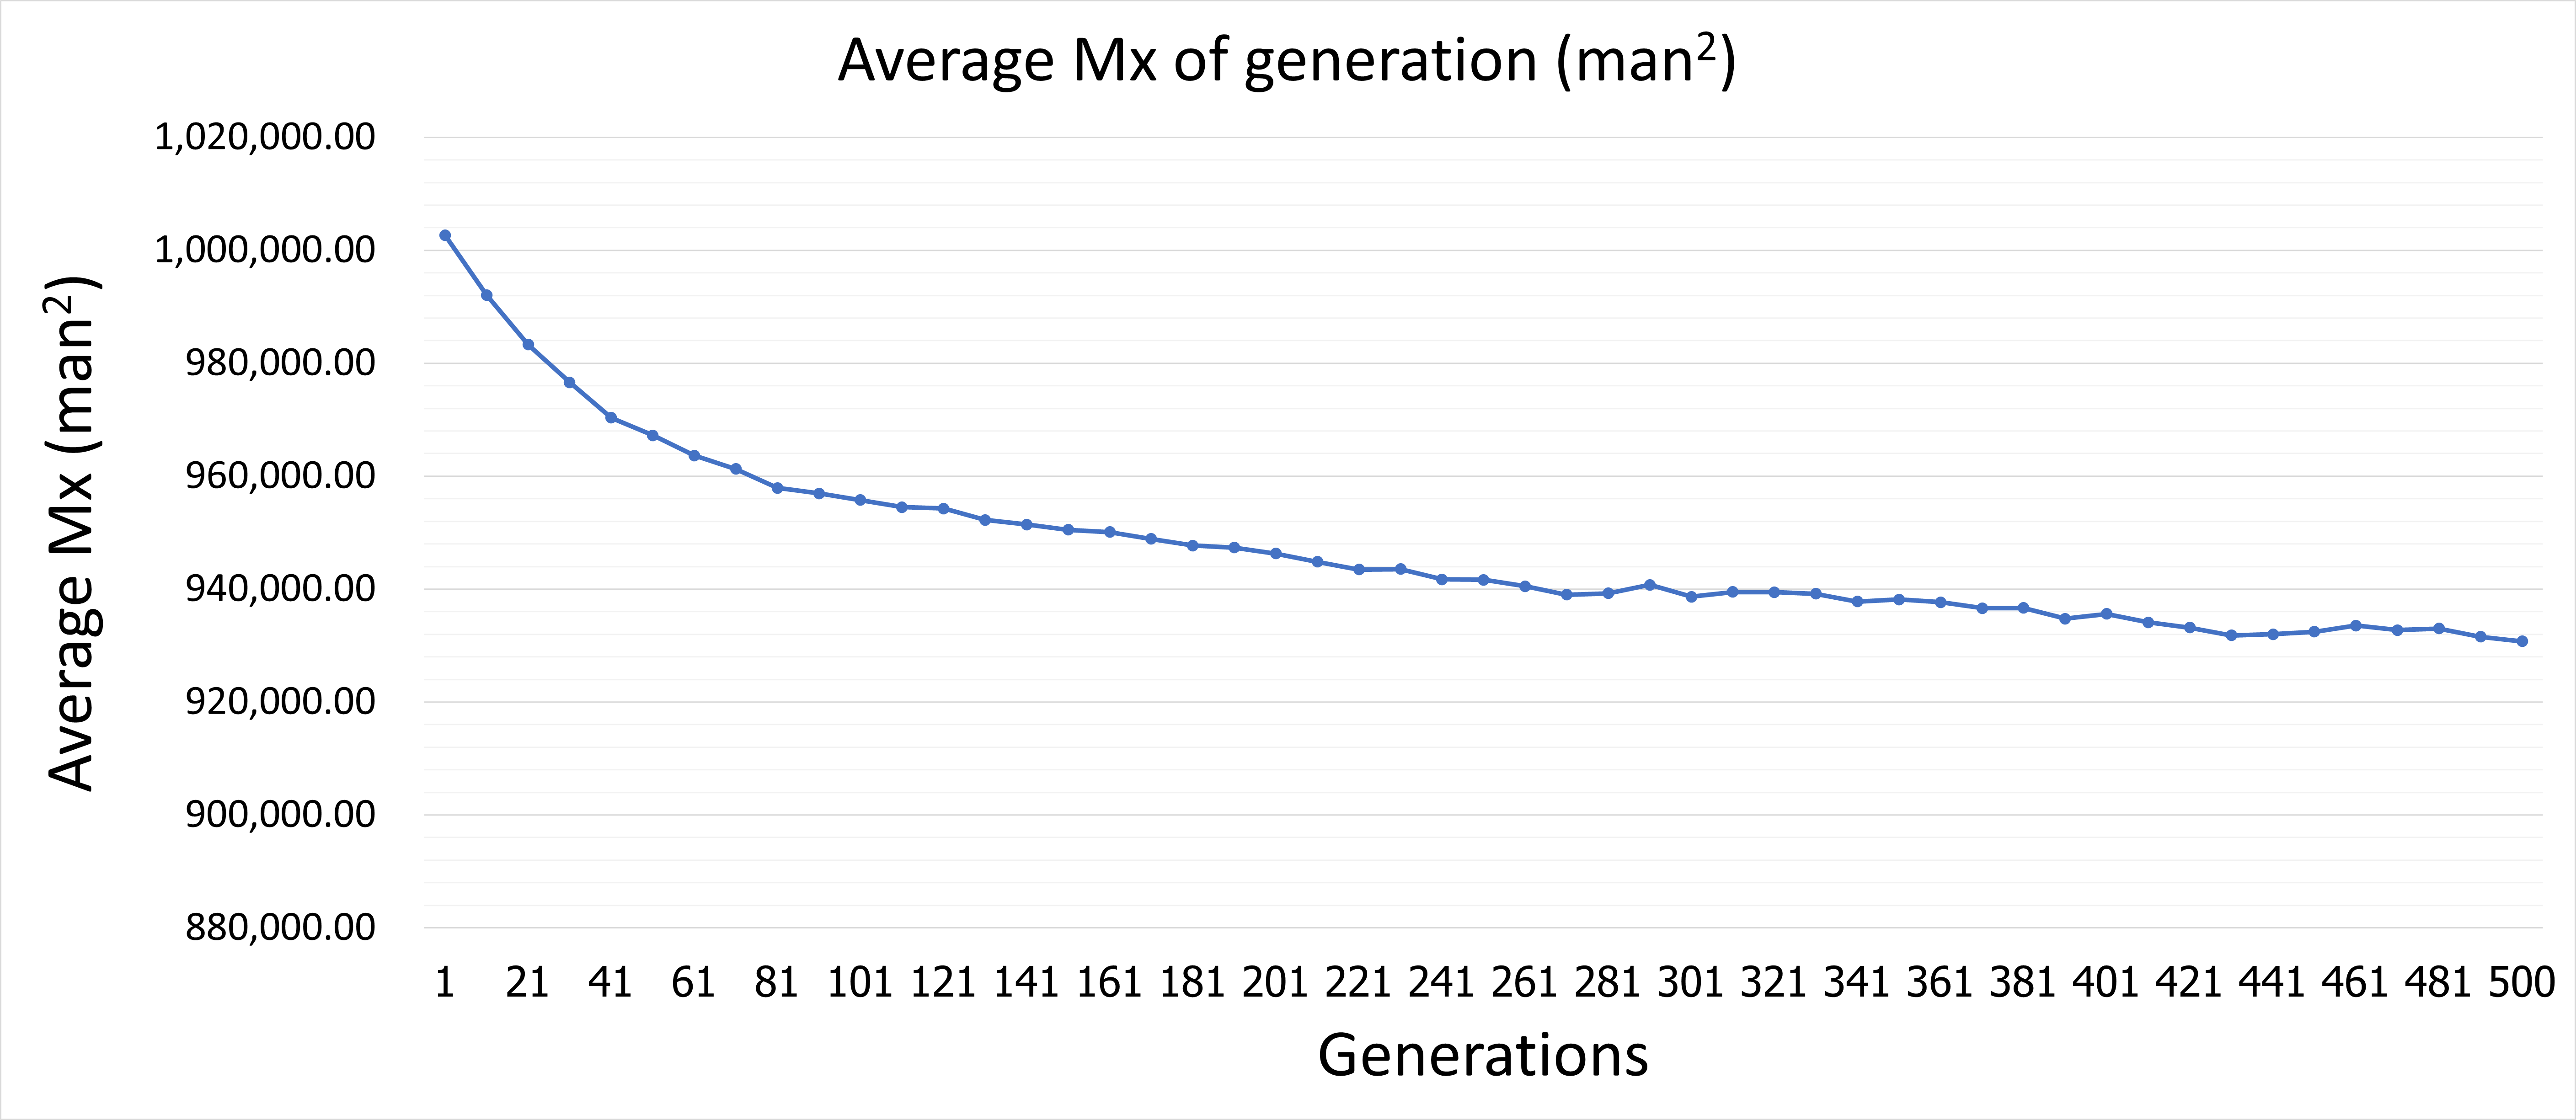 Average Mx of generation (man²)
Average Mx (man²)
1,020,000.00
1,000,000.00
980,000.00
960,000.00
940,000.00
920,000.00
900,000.00
880,000.00
1 21 41 61 81 101 121 141 161 181 201 221 241 261 281 301 321 341 361 381 401 421 441 461 481 500
Generations